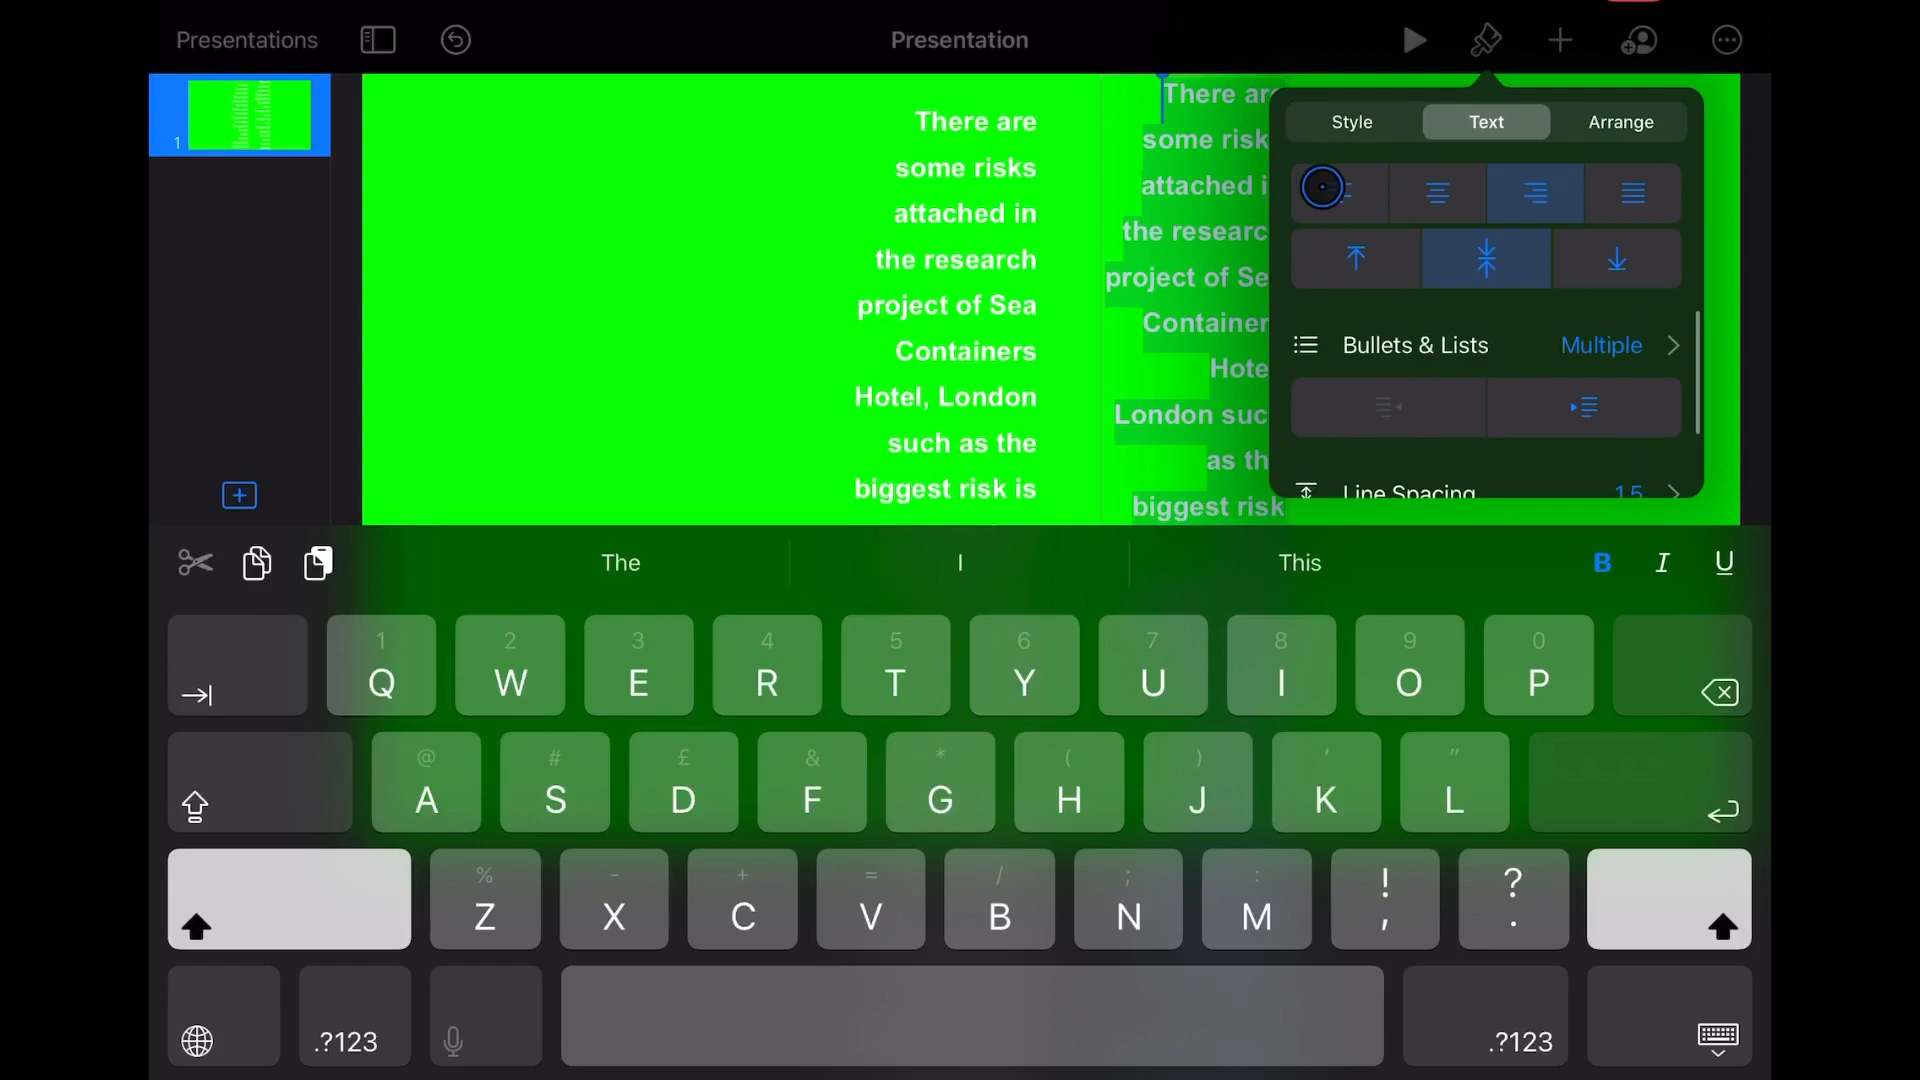 Presentations
Presentation
1
There are
some risks
attached in
the research
project of Sea
Containers
Hotel, London
such as the
biggest risk is
There are
some risk
attached i
the researc
project of Se
Container
Hote
London suc
as th
biggest risk
Style
Text
Arrange
Bullets & Lists
Multiple
Line Spacing
1.5
The
I
This
B
I
U
1 2 3 4 5 6 7 8 9 0
Q W E R T Y U I O P
@ # £ & * ( ) ' "
A S D F G H J K L
% - + = / ; : ! ?
Z X C V B N M , .
.?123
.?123